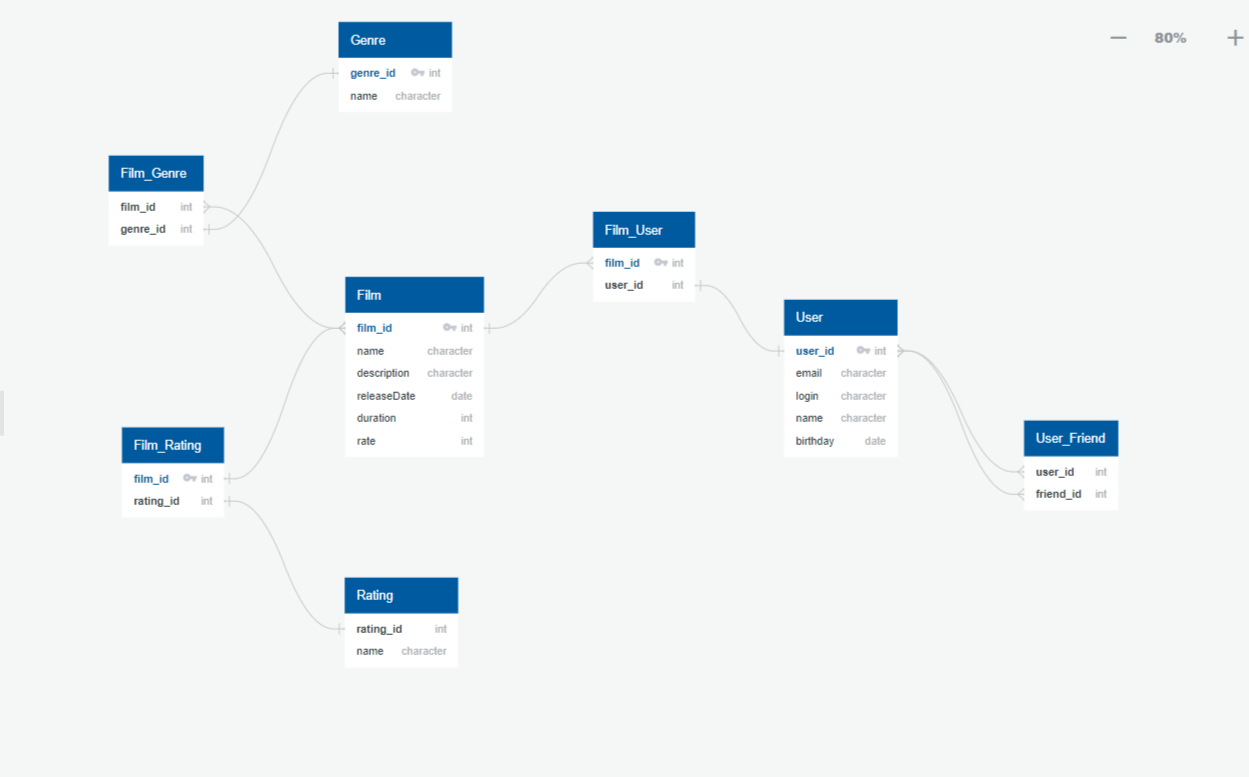 80%
Genre
genre_id int
name character
Film_Genre
film_id int
genre_id int
Film_User
film_id int
user_id int
Film
film_id int
name character
description character
releaseDate date
duration int
rate int
User
user_id int
email character
login character
name character
birthday date
User_Friend
user_id int
friend_id int
Film_Rating
film_id int
rating_id int
Rating
rating_id int
name character